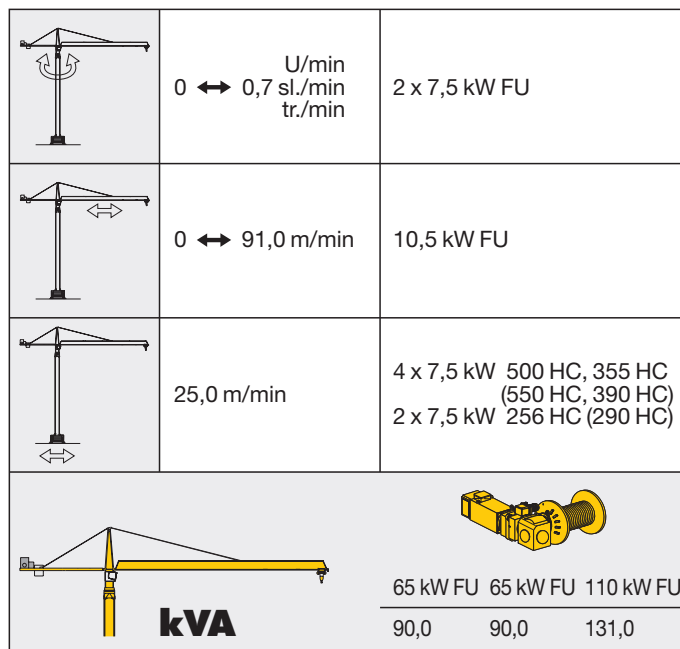 U/min
0 ↔ 0,7 sl./min
tr./min
2 x 7,5 kW FU
0 ↔ 91,0 m/min
10,5 kW FU
25,0 m/min
4 x 7,5 kW 500 HC, 355 HC
(550 HC, 390 HC)
2 x 7,5 kW 256 HC (290 HC)
kVA
65 kW FU 65 kW FU 110 kW FU
90,0 90,0 131,0